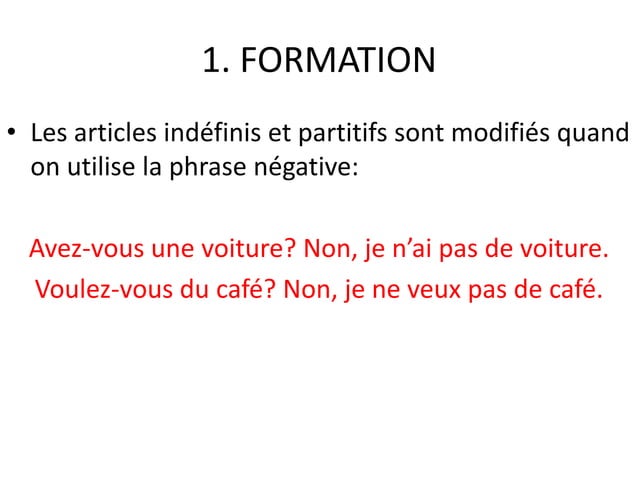 1. FORMATION
• Les articles indéfinis et partitifs sont modifiés quand
on utilise la phrase négative:
Avez-vous une voiture? Non, je n’ai pas de voiture.
Voulez-vous du café? Non, je ne veux pas de café.